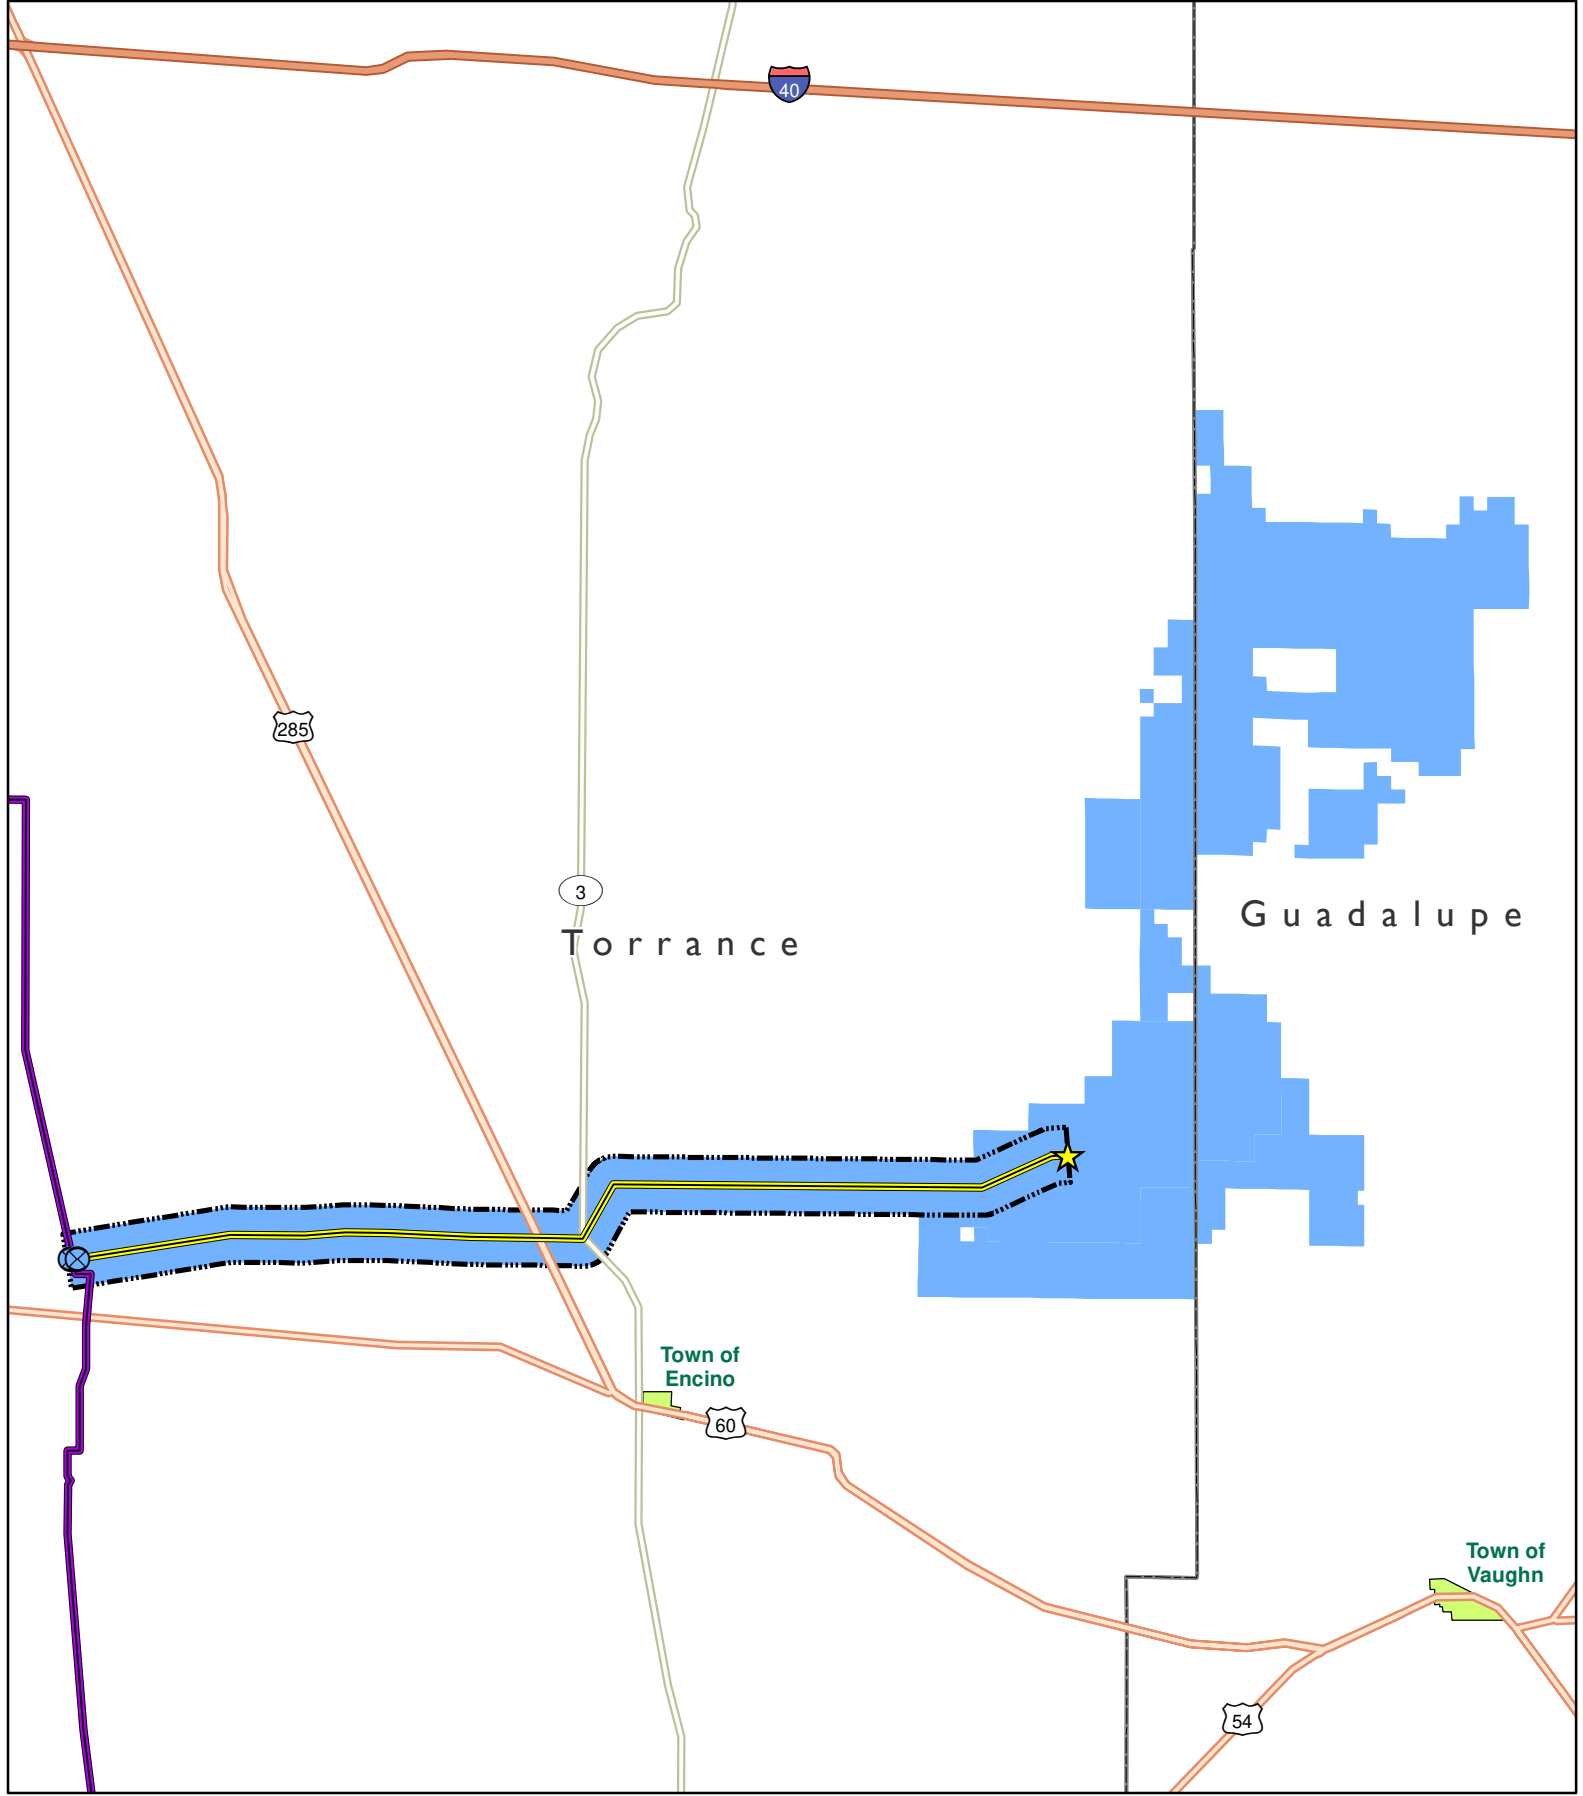 40
285
3
Torrance
Guadalupe
Town of
Encino
60
Town of
Vaughn
54